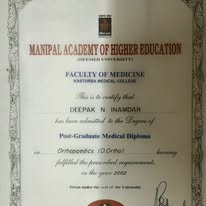 MANIPAL ACADEMY OF HIGHER EDUCATION
(DEEMED UNIVERSITY)
FACULTY OF MEDICINE
KASTURBA MEDICAL COLLEGE
This is to certify that
DEEPAK N INAMDAR
has been admitted to the Degree of
Post-Graduate Medical Diploma
in Orthopaedics (D.Ortho) having
fulfilled the prescribed requirements
in the year 2002
Given under the seal of the University